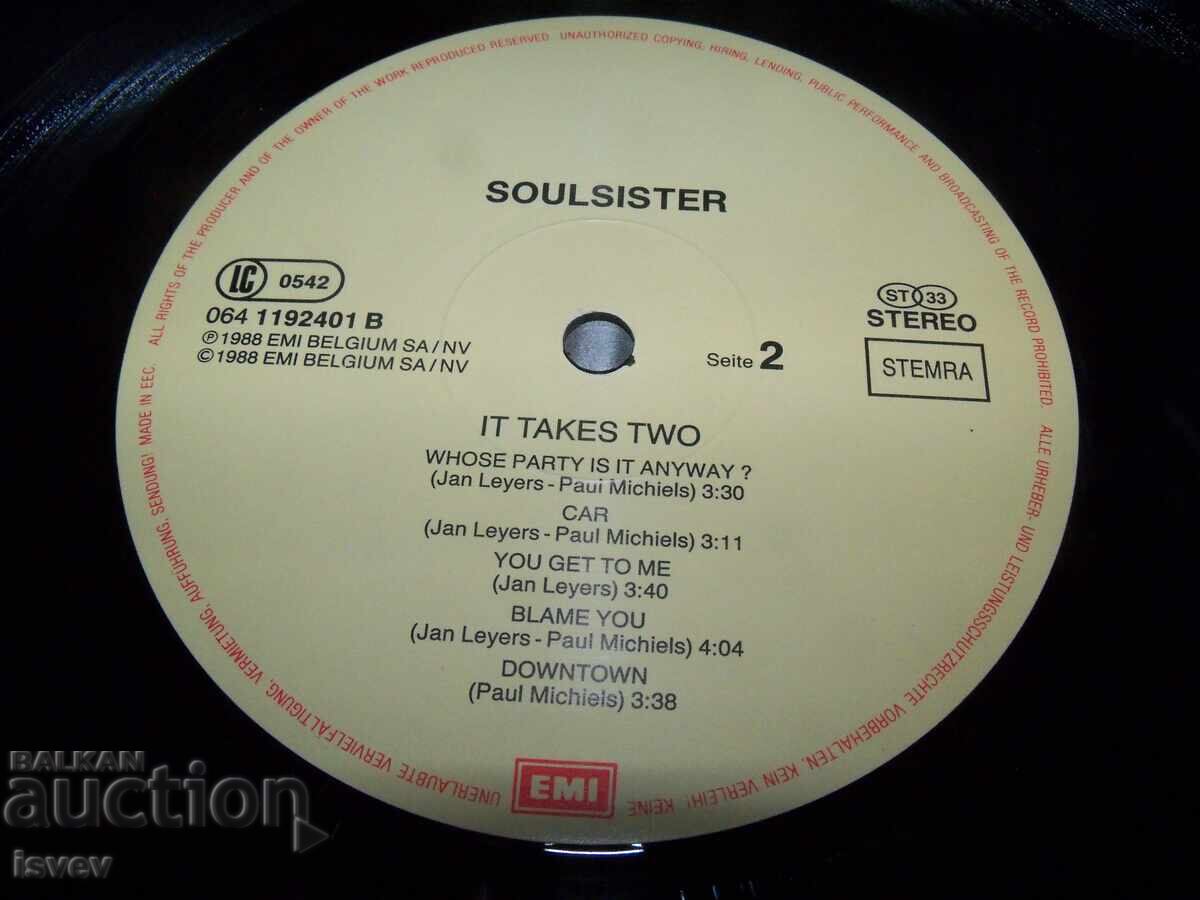 ALL RIGHTS OF THE PRODUCER AND OF THE OWNER OF THE WORK REPRODUCED RESERVED UNAUTHORIZED COPYING, HIRING, LENDING, PUBLIC PERFORMANCE AND BROADCASTING OF THE RECORD PROHIBITED. ALLE URHEBER- UND LEISTUNGSSCHUTZRECHTE VORBEHALTEN, KEIN VERLEIH! KEINE UNERLAUBTE VERVIELFÄLTIGUNG, VERMIETUNG, AUFFÜHRUNG, SENDUNG! MADE IN EEC.
SOULSISTER
LC 0542
064 1192401 B
℗ 1988 EMI BELGIUM SA/NV
© 1988 EMI BELGIUM SA/NV
Seite 2
ST 33
STEREO
STEMRA
IT TAKES TWO
WHOSE PARTY IS IT ANYWAY ?
(Jan Leyers - Paul Michiels) 3:30
CAR
(Jan Leyers - Paul Michiels) 3:11
YOU GET TO ME
(Jan Leyers) 3:40
BLAME YOU
(Jan Leyers - Paul Michiels) 4:04
DOWNTOWN
(Paul Michiels) 3:38
EMI
BALKAN
auction
isvev